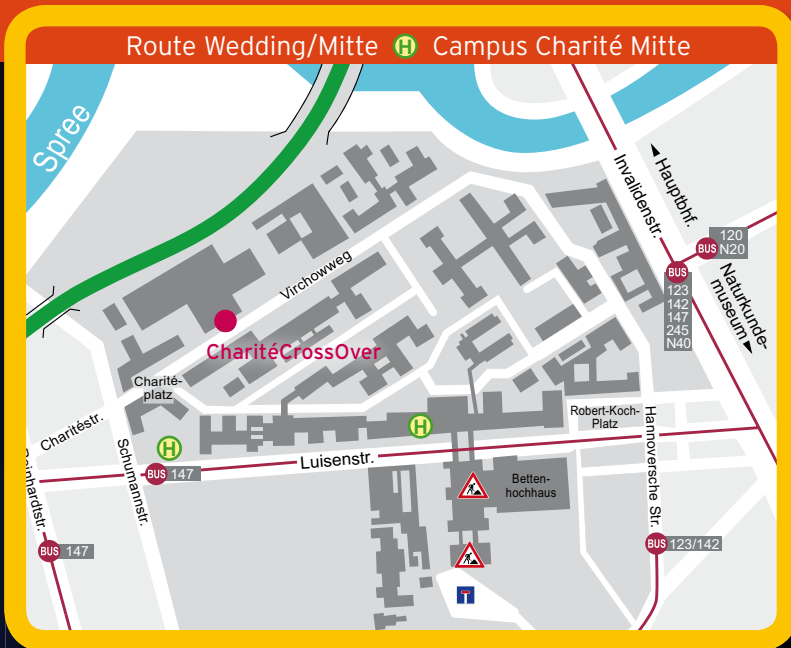 Route Wedding/Mitte H Campus Charité Mitte
Spree
Invalidenstr.
Hauptbhf.
BUS
120
N20
BUS
123
142
147
245
N40
Naturkunde-
museum
Virchowweg
CharitéCrossOver
Charité-
platz
Charitéstr.
Schumannstr.
Reinhardtstr.
H
H
BUS 147
Luisenstr.
Robert-Koch-
Platz
Hannoversche Str.
Betten-
hochhaus
BUS 147
BUS 123/142